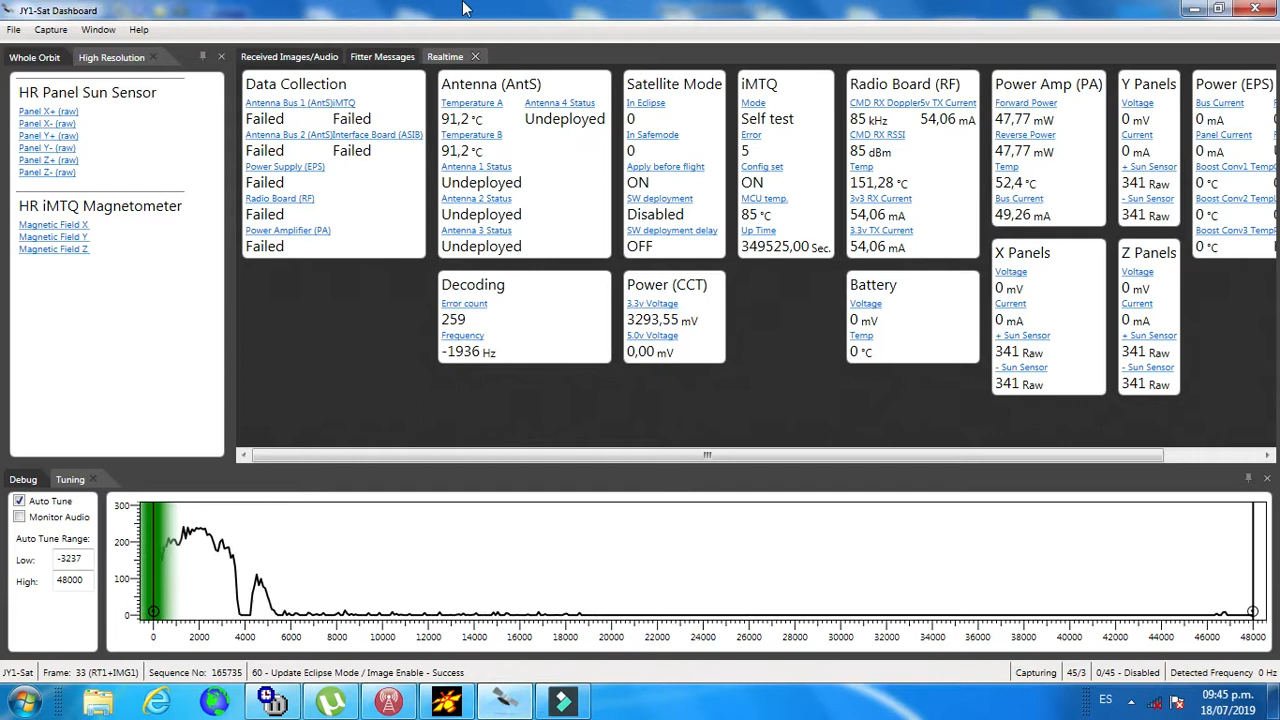 JY1-Sat Dashboard
File Capture Window Help
Whole Orbit High Resolution
HR Panel Sun Sensor
Panel X+ (raw)
Panel X- (raw)
Panel Y+ (raw)
Panel Y- (raw)
Panel Z+ (raw)
Panel Z- (raw)
HR iMTQ Magnetometer
Magnetic Field X
Magnetic Field Y
Magnetic Field Z
Received Images/Audio Fitter Messages Realtime
Data Collection
Antenna Bus 1 (AntS) iMTQ
Failed Failed
Antenna Bus 2 (AntS) Interface Board (ASIB)
Failed Failed
Power Supply (EPS)
Failed
Radio Board (RF)
Failed
Power Amplifier (PA)
Failed
Antenna (AntS)
Temperature A Antenna 4 Status
91,2 °C Undeployed
Temperature B
91,2 °C
Antenna 1 Status
Undeployed
Antenna 2 Status
Undeployed
Antenna 3 Status
Undeployed
Decoding
Error count
259
Frequency
-1936 Hz
Satellite Mode
In Eclipse
0
In Safemode
0
Apply before flight
ON
SW deployment
Disabled
SW deployment delay
OFF
Power (CCT)
3.3v Voltage
3293,55 mV
5.0v Voltage
0,00 mV
iMTQ
Mode
Self test
Error
5
Config set
ON
MCU temp.
85 °C
Up Time
349525,00 Sec.
Radio Board (RF)
CMD RX Doppler 5v TX Current
85 kHz 54,06 mA
CMD RX RSSI
85 dBm
Temp
151,28 °C
3v3 RX Current
54,06 mA
3.3v TX Current
54,06 mA
Battery
Voltage
0 mV
Temp
0 °C
Power Amp (PA)
Forward Power
47,77 mW
Reverse Power
47,77 mW
Temp
52,4 °C
Bus Current
49,26 mA
X Panels
Voltage
0 mV
Current
0 mA
+ Sun Sensor
341 Raw
- Sun Sensor
341 Raw
Y Panels
Voltage
0 mV
Current
0 mA
+ Sun Sensor
341 Raw
- Sun Sensor
341 Raw
Z Panels
Voltage
0 mV
Current
0 mA
+ Sun Sensor
341 Raw
- Sun Sensor
341 Raw
Power (EPS)
Bus Current
0 mA
Panel Current
0 mA
Boost Conv1 Temp
0 °C
Boost Conv2 Temp
0 °C
Boost Conv3 Temp
0 °C
Debug Tuning
Auto Tune
Monitor Audio
Auto Tune Range:
Low: -3237
High: 48000
300
200
100
0
0 2000 4000 6000 8000 10000 12000 14000 16000 18000 20000 22000 24000 26000 28000 30000 32000 34000 36000 38000 40000 42000 44000 46000 48000
JY1-Sat Frame: 33 (RT1+IMG1) Sequence No: 165735 60 - Update Eclipse Mode / Image Enable - Success Capturing 45/3 0/45 - Disabled Detected Frequency 0 Hz
ES 09:45 p.m.
18/07/2019